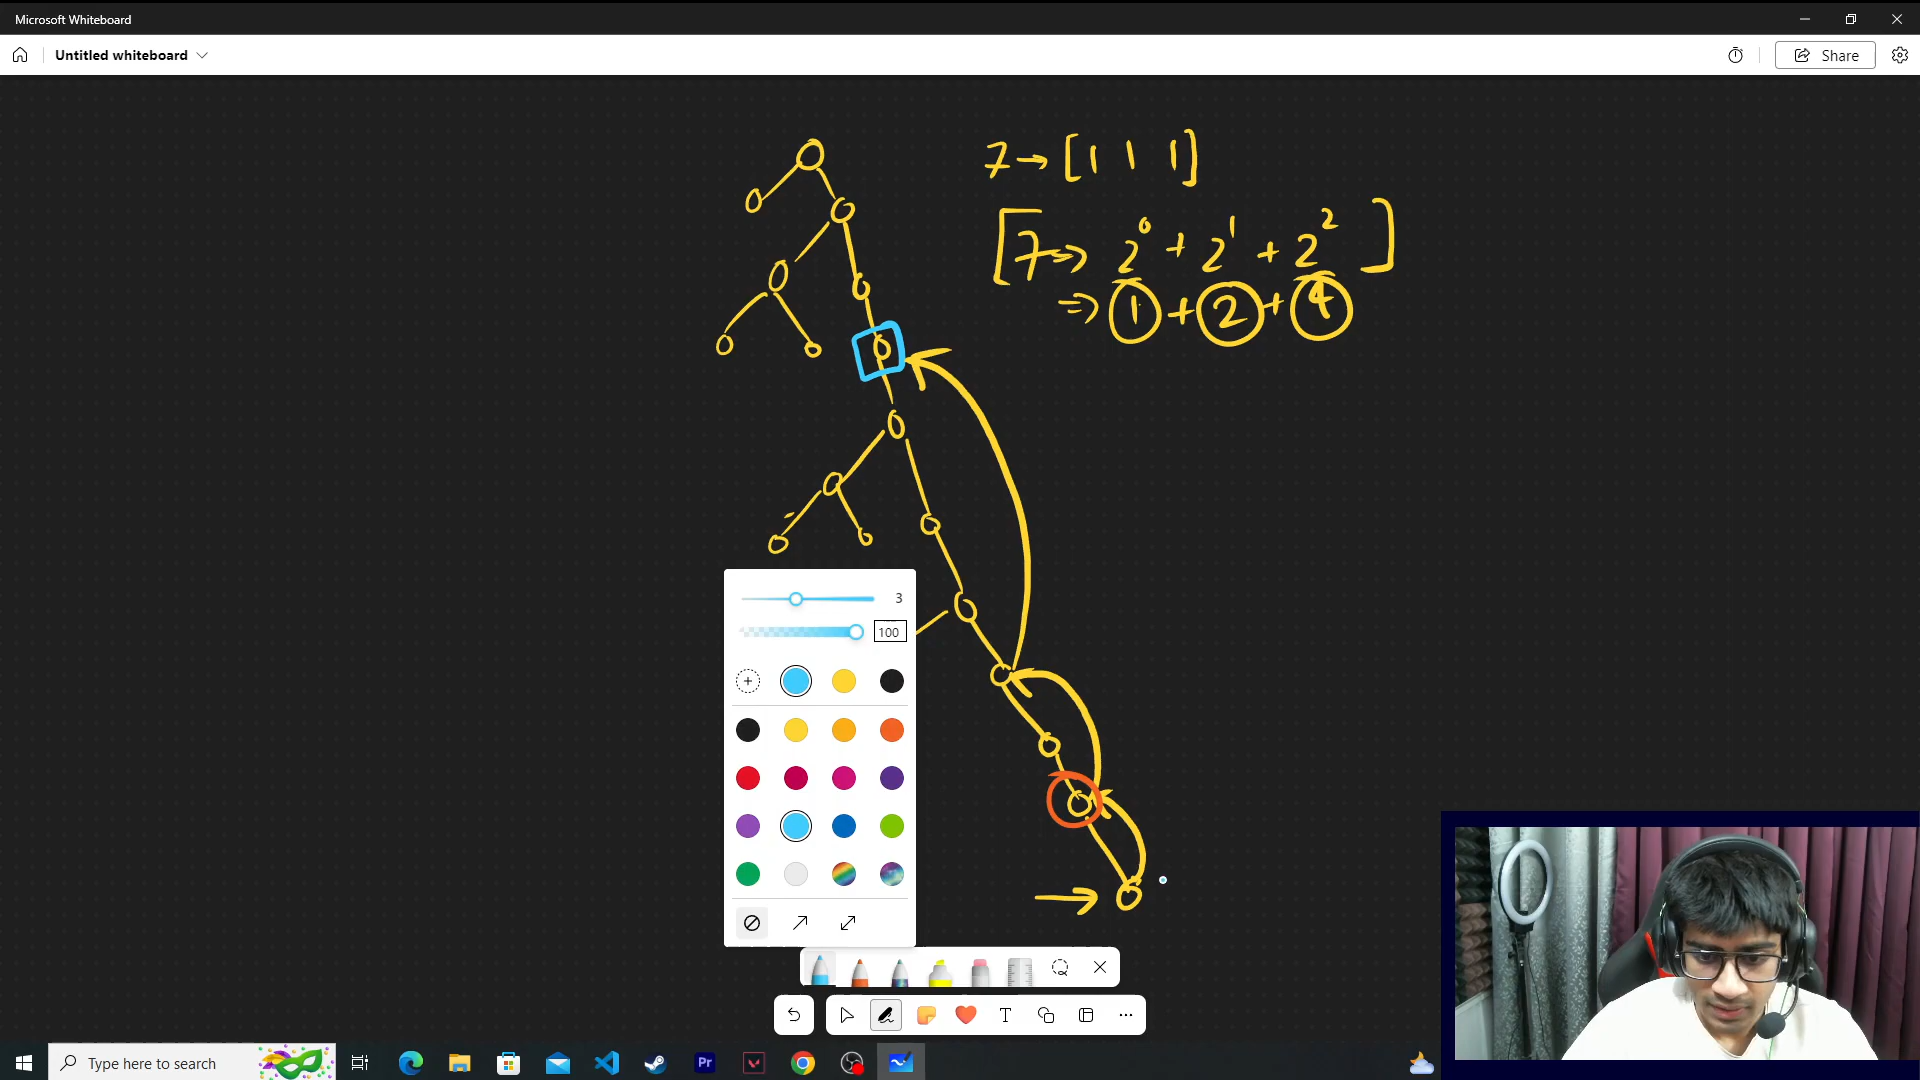 Microsoft Whiteboard
Untitled whiteboard
Share
7 → [1 1 1]
[7 => 2⁰ + 2¹ + 2²]
=> 1 + 2 + 4
3
100
T
Type here to search
Pr